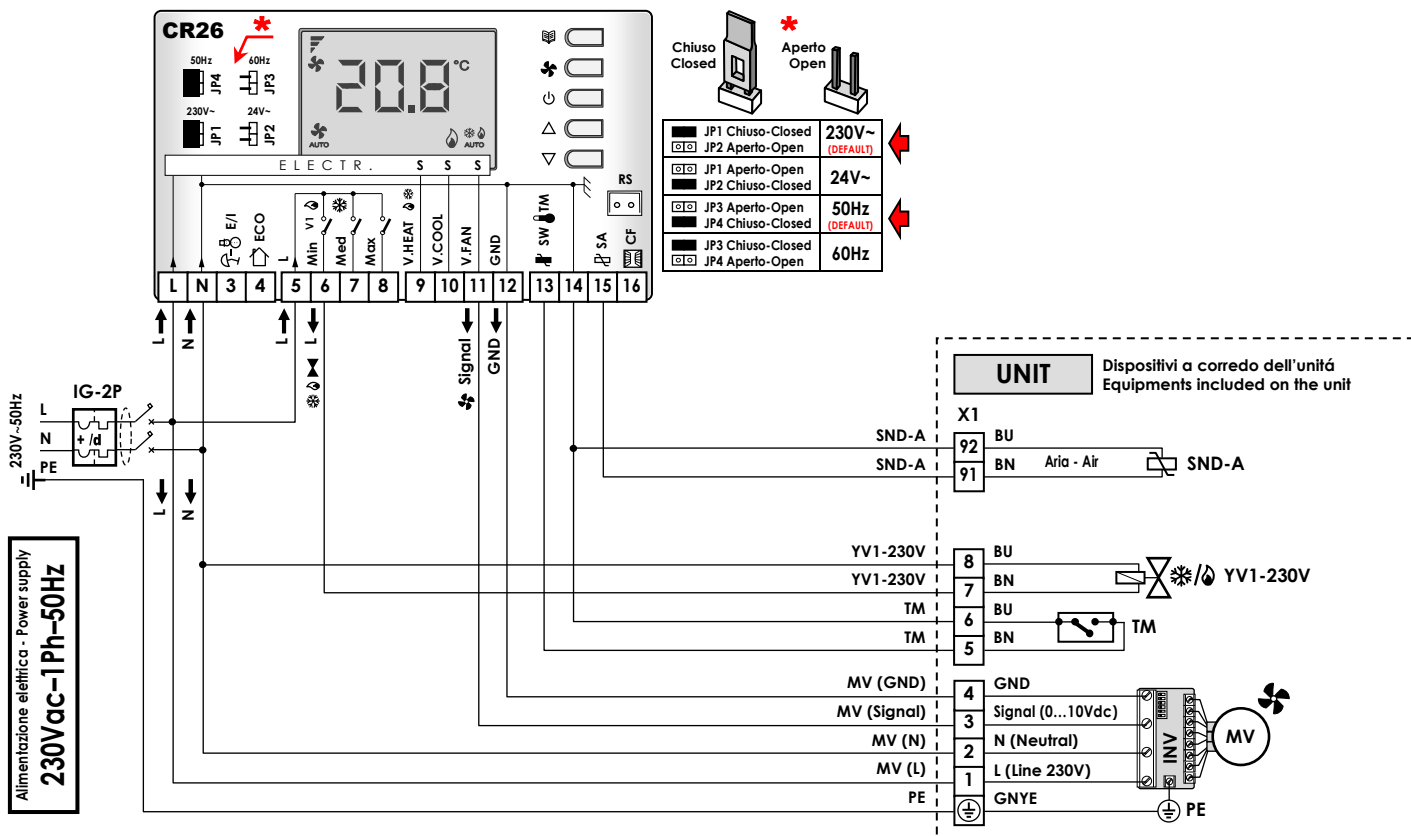 CR26
*
50Hz
60Hz
JP4
JP3
230V~
24V~
JP1
JP2
20.8 °C
AUTO
AUTO
ELECTR.
S S S
RS
E/I
ECO
L
Min V1
Med
Max
V.HEAT
V.COOL
V.FAN
GND
SW
TM
SA
CF
L N 3 4 5 6 7 8 9 10 11 12 13 14 15 16
Chiuso
Closed
*
Aperto
Open
JP1 Chiuso-Closed
JP2 Aperto-Open
230V~
(DEFAULT)
JP1 Aperto-Open
JP2 Chiuso-Closed
24V~
JP3 Aperto-Open
JP4 Chiuso-Closed
50Hz
(DEFAULT)
JP3 Chiuso-Closed
JP4 Aperto-Open
60Hz
L
N
L
L
Signal
GND
IG-2P
230V~50Hz
L
N
PE
+ /d
L
N
Alimentazione elettrica - Power supply
230Vac-1Ph-50Hz
UNIT
Dispositivi a corredo dell'unitá
Equipments included on the unit
X1
SND-A 92 BU
SND-A 91 BN
Aria - Air
SND-A
YV1-230V 8 BU
YV1-230V 7 BN
/ YV1-230V
TM 6 BU
TM 5 BN
TM
MV (GND) 4 GND
MV (Signal) 3 Signal (0...10Vdc)
MV (N) 2 N (Neutral)
MV (L) 1 L (Line 230V)
PE GNYE
INV
MV
PE